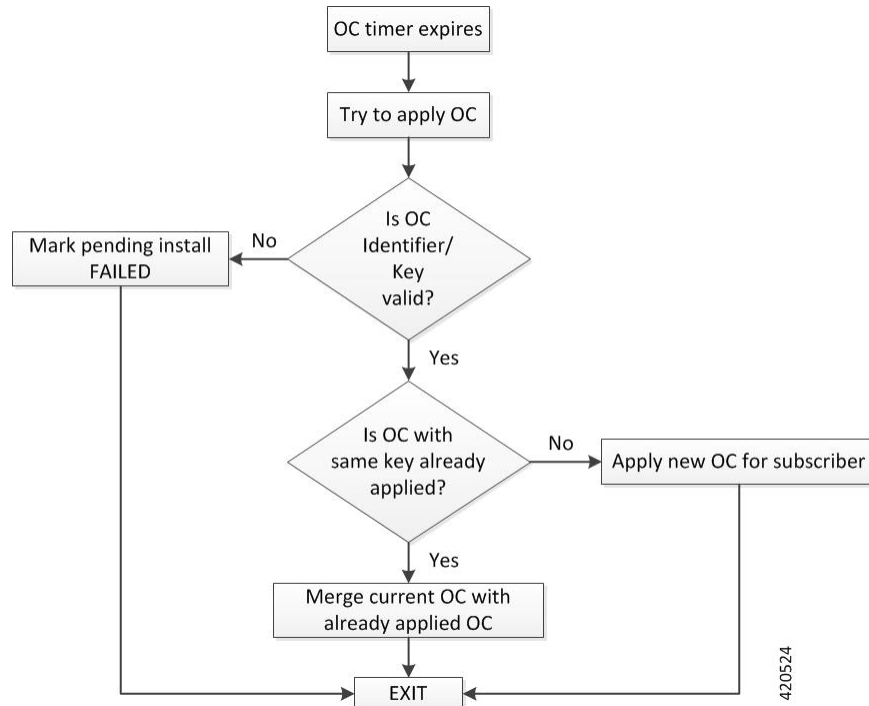 OC timer expires
Try to apply OC
Is OC
Identifier/
Key
valid?
No
Mark pending install
FAILED
Yes
Is OC with
same key already
applied?
No
Apply new OC for subscriber
Yes
Merge current OC with
already applied OC
EXIT
420524